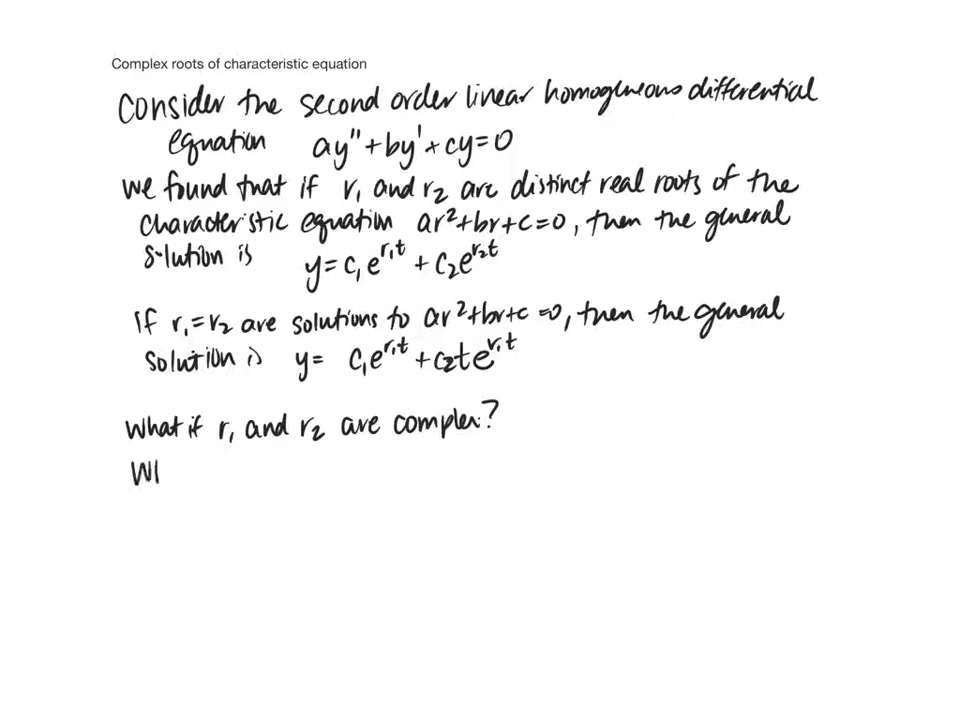 Complex roots of characteristic equation
Consider the second order linear homogeneous differential
equation ay"+by'+cy=0
we found that if r₁ and r₂ are distinct real roots of the
characteristic equation ar²+br+c=0, then the general
solution is y=c₁e^{r₁t}+c₂e^{r₂t}
If r₁=r₂ are solutions to ar²+br+c=0, then the general
solution is y= c₁e^{r₁t}+c₂te^{r₁t}
What if r₁ and r₂ are complex?